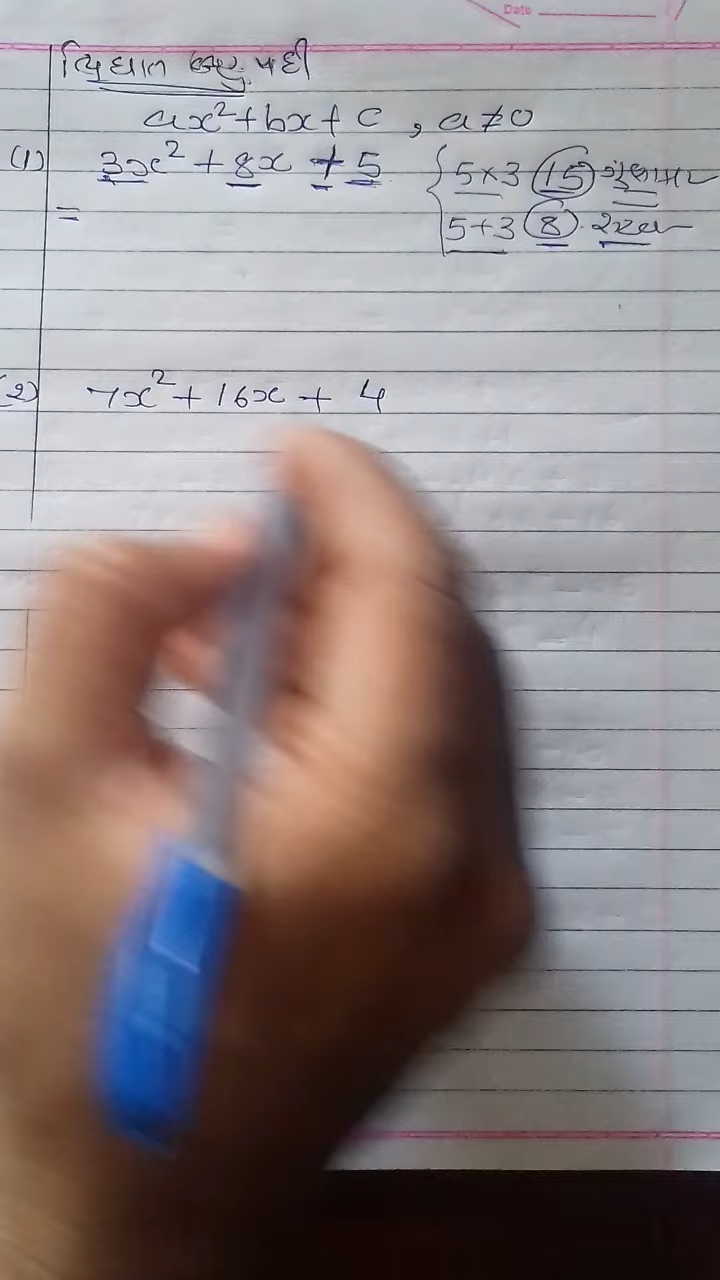 Date
દ્વિઘાત બહુપદી
ax²+bx+c , a≠0
(1) 3x² + 8x + 5 { 5×3 (15) ગુણાકાર
= 5+3 (8)
(2) 7x² + 16x + 4